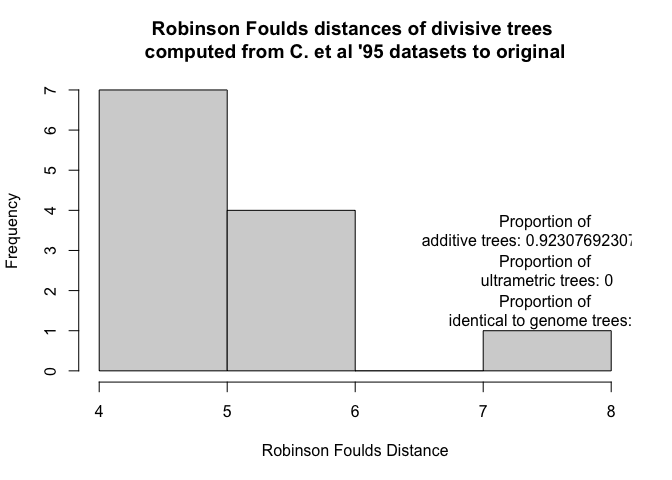 Robinson Foulds distances of divisive trees
computed from C. et al '95 datasets to original
Frequency
7
6
5
4
3
2
1
0
Proportion of
additive trees: 0.92307692307
Proportion of
ultrametric trees: 0
Proportion of
identical to genome trees:
4 5 6 7 8
Robinson Foulds Distance